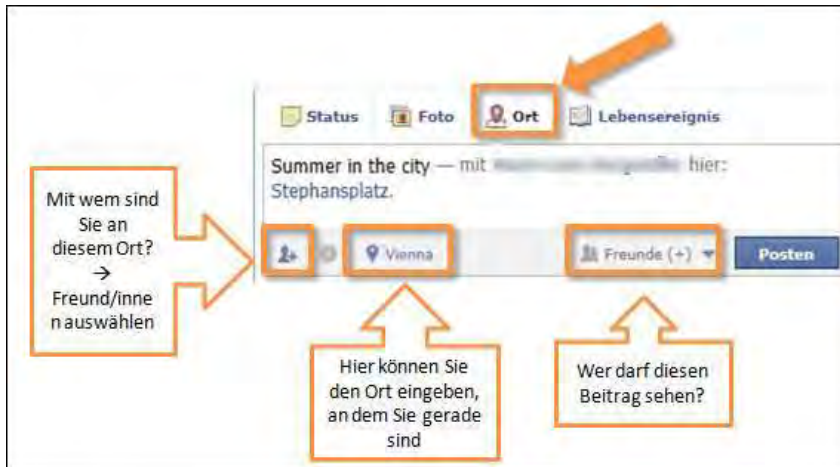 Status Foto Ort Lebensereignis
Summer in the city — mit hier:
Stephansplatz.
Vienna Freunde (+) Posten
Mit wem sind
Sie an
diesem Ort?
→
Freund/inne
n auswählen
Hier können Sie
den Ort eingeben,
an dem Sie gerade
sind
Wer darf diesen
Beitrag sehen?